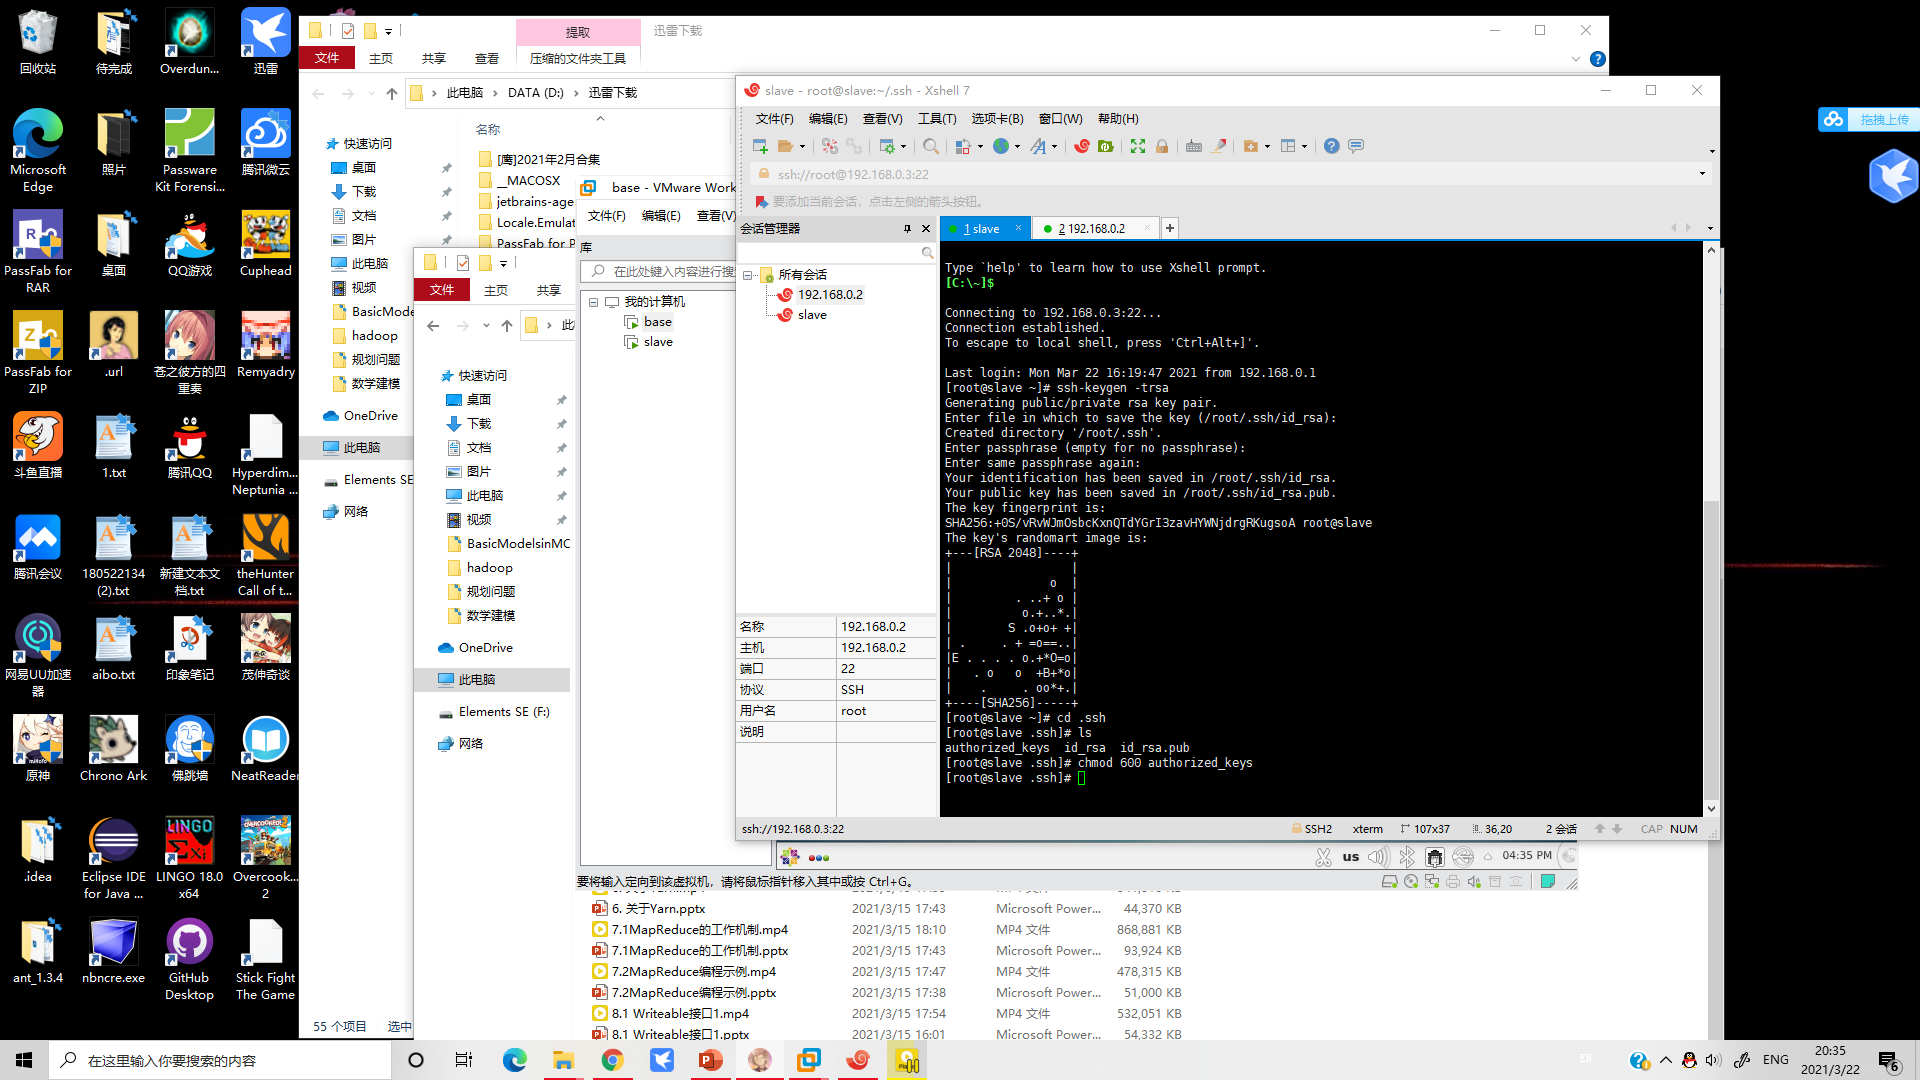 回收站
待完成
Overdun...
迅雷
Microsoft Edge
照片
Passware Kit Forensi...
腾讯微云
PassFab for RAR
桌面
QQ游戏
Cuphead
PassFab for ZIP
.url
苍之彼方的四重奏
Remyadry
斗鱼直播
1.txt
腾讯QQ
Hyperdim... Neptunia ...
腾讯会议
180522134 (2).txt
新建文本文档.txt
theHunter Call of t...
网易UU加速器
aibo.txt
印象笔记
茂伸奇谈
原神
Chrono Ark
佛跳墙
NeatReader
.idea
Eclipse IDE for Java ...
LINGO 18.0 x64
Overcook... 2
ant_1.3.4
nbncre.exe
GitHub Desktop
Stick Fight The Game
提取
迅雷下载
文件
主页
共享
查看
压缩的文件夹工具
此电脑 › DATA (D:) › 迅雷下载
名称
快速访问
桌面
下载
文档
图片
此电脑
视频
BasicMode
hadoop
规划问题
数学建模
OneDrive
此电脑
Elements SE
网络
55 个项目
选中
[鹰]2021年2月合集
__MACOSX
jetbrains-age
Locale.Emulat
PassFab for P
文件
主页
共享
快速访问
桌面
下载
文档
图片
此电脑
视频
BasicModelsinMC
hadoop
规划问题
数学建模
OneDrive
此电脑
Elements SE (F:)
网络
base - VMware Work
文件(F) 编辑(E) 查看(V)
库
在此处键入内容进行搜
我的计算机
base
slave
us
04:35 PM
要将输入定向到该虚拟机，请将鼠标指针移入其中或按 Ctrl+G。
slave - root@slave:~/.ssh - Xshell 7
文件(F) 编辑(E) 查看(V) 工具(T) 选项卡(B) 窗口(W) 帮助(H)
ssh://root@192.168.0.3:22
要添加当前会话，点击左侧的箭头按钮。
会话管理器
1 slave
2 192.168.0.2
所有会话
192.168.0.2
slave
名称 192.168.0.2
主机 192.168.0.2
端口 22
协议 SSH
用户名 root
说明
Type `help' to learn how to use Xshell prompt.
[C:\~]$
Connecting to 192.168.0.3:22...
Connection established.
To escape to local shell, press 'Ctrl+Alt+]'.
Last login: Mon Mar 22 16:19:47 2021 from 192.168.0.1
[root@slave ~]# ssh-keygen -trsa
Generating public/private rsa key pair.
Enter file in which to save the key (/root/.ssh/id_rsa):
Created directory '/root/.ssh'.
Enter passphrase (empty for no passphrase):
Enter same passphrase again:
Your identification has been saved in /root/.ssh/id_rsa.
Your public key has been saved in /root/.ssh/id_rsa.pub.
The key fingerprint is:
SHA256:+0S/vRvWJmOsbcKxnQTdYGrI3zavHYWNjdrgRKugsoA root@slave
The key's randomart image is:
+---[RSA 2048]----+
|                 |
|              o  |
|         . ..+ o |
|          o.+..*.|
|        S .o+o+ +|
| .     . + =o==..|
|E . . . . o.+*O=o|
|   . o   o  +B+*o|
|    .     . oo*+.|
+----[SHA256]-----+
[root@slave ~]# cd .ssh
[root@slave .ssh]# ls
authorized_keys  id_rsa  id_rsa.pub
[root@slave .ssh]# chmod 600 authorized_keys
[root@slave .ssh]#
ssh://192.168.0.3:22
SSH2
xterm
107x37
36,20
2 会话
CAP NUM
6. 关于Yarn.pptx 2021/3/15 17:43 Microsoft Power... 44,370 KB
7.1MapReduce的工作机制.mp4 2021/3/15 18:10 MP4 文件 868,881 KB
7.1MapReduce的工作机制.pptx 2021/3/15 17:43 Microsoft Power... 93,924 KB
7.2MapReduce编程示例.mp4 2021/3/15 17:47 MP4 文件 478,315 KB
7.2MapReduce编程示例.pptx 2021/3/15 17:38 Microsoft Power... 51,000 KB
8.1 Writeable接口1.mp4 2021/3/15 17:54 MP4 文件 532,051 KB
8.1 Writeable接口1.pptx 2021/3/15 16:01 Microsoft Power... 54,332 KB
拖拽上传
在这里输入你要搜索的内容
ENG
20:35
2021/3/22
6